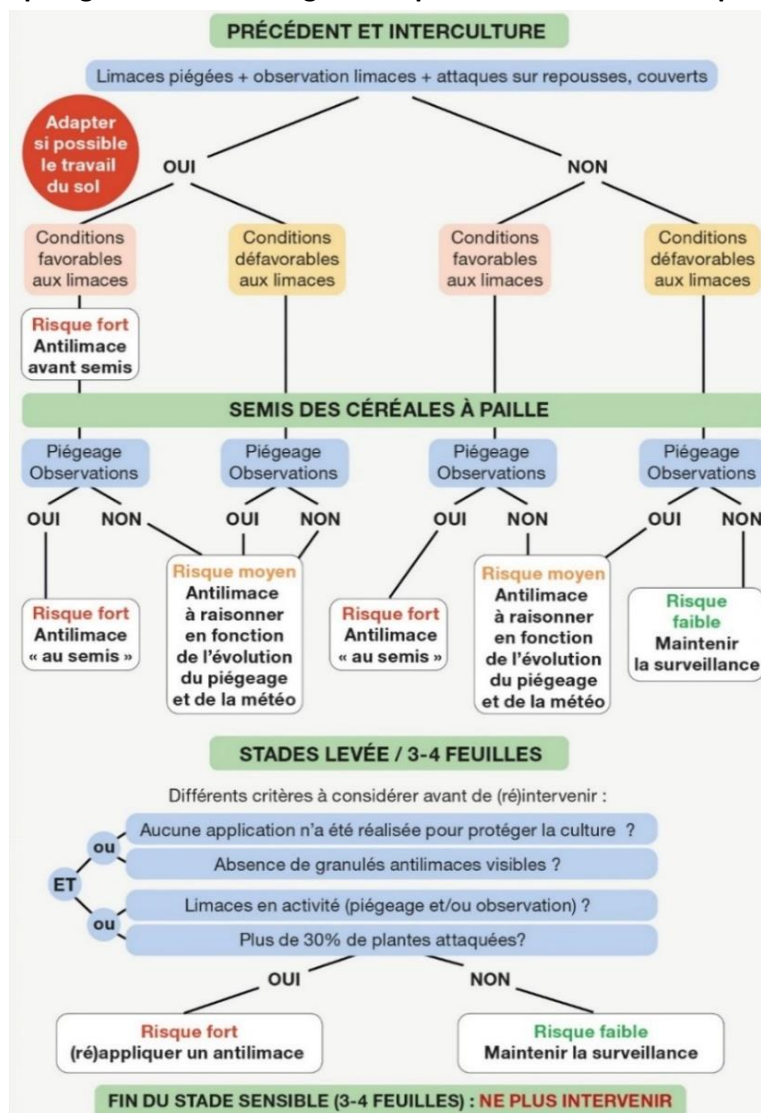 PRÉCÉDENT ET INTERCULTURE
Limaces piégées + observation limaces + attaques sur repousses, couverts
Adapter
si possible
le travail
du sol
OUI
NON
Conditions
favorables
aux limaces
Conditions
défavorables
aux limaces
Conditions
favorables
aux limaces
Conditions
défavorables
aux limaces
Risque fort
Antilimace
avant semis
SEMIS DES CÉRÉALES À PAILLE
Piégeage
Observations
Piégeage
Observations
Piégeage
Observations
Piégeage
Observations
OUI NON
OUI NON
OUI NON
OUI NON
Risque fort
Antilimace
« au semis »
Risque moyen
Antilimace
à raisonner
en fonction
de l'évolution
du piégeage
et de la météo
Risque fort
Antilimace
« au semis »
Risque moyen
Antilimace
à raisonner
en fonction
de l'évolution
du piégeage
et de la météo
Risque
faible
Maintenir
la surveillance
STADES LEVÉE / 3-4 FEUILLES
Différents critères à considérer avant de (ré)intervenir :
Aucune application n'a été réalisée pour protéger la culture ?
ou
Absence de granulés antilimaces visibles ?
ET
Limaces en activité (piégeage et/ou observation) ?
ou
Plus de 30% de plantes attaquées?
OUI
NON
Risque fort
(ré)appliquer un antilimace
Risque faible
Maintenir la surveillance
FIN DU STADE SENSIBLE (3-4 FEUILLES) : NE PLUS INTERVENIR